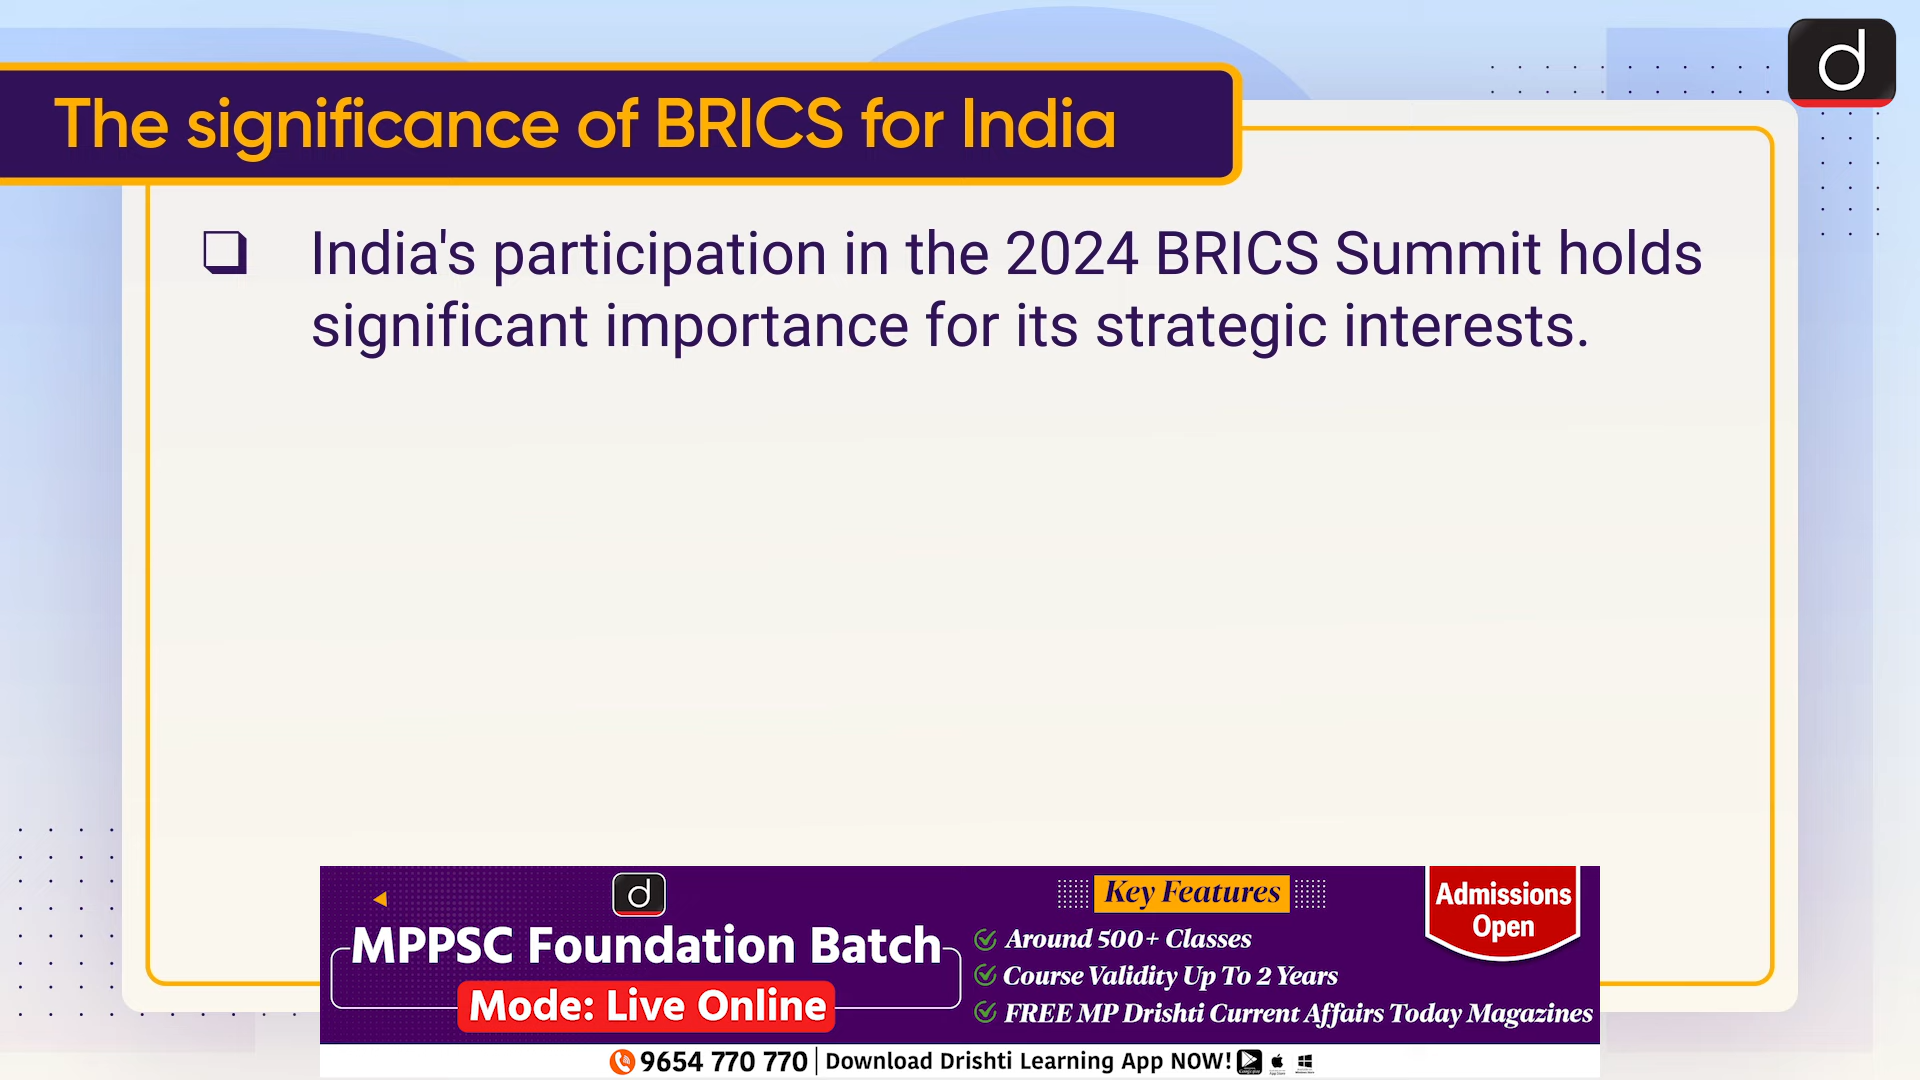 The significance of BRICS for India
d
❑ India's participation in the 2024 BRICS Summit holds
significant importance for its strategic interests.
d
MPPSC Foundation Batch
Mode: Live Online
Key Features
Around 500+ Classes
Course Validity Up To 2 Years
FREE MP Drishti Current Affairs Today Magazines
Admissions
Open
9654 770 770 | Download Drishti Learning App NOW!